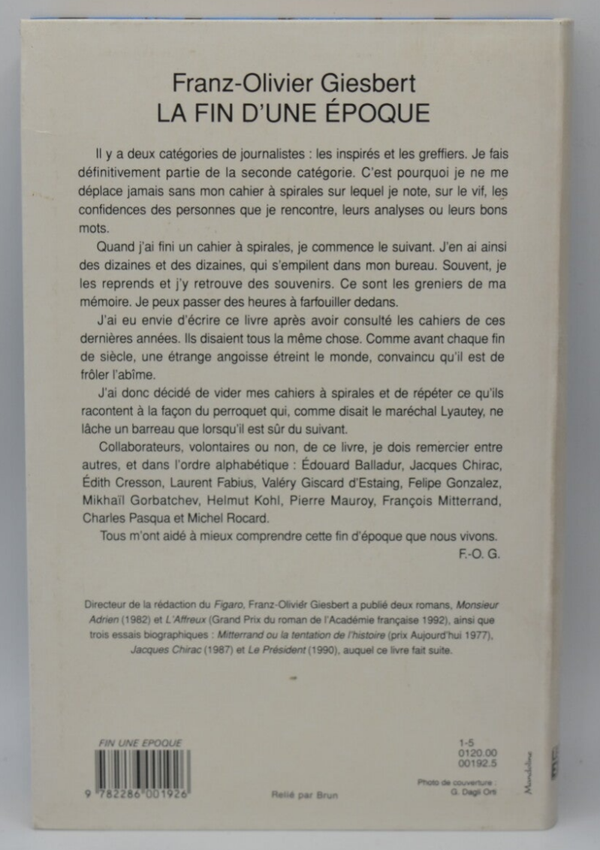 Franz-Olivier Giesbert
LA FIN D'UNE ÉPOQUE
Il y a deux catégories de journalistes : les inspirés et les greffiers. Je fais
définitivement partie de la seconde catégorie. C'est pourquoi je ne me
déplace jamais sans mon cahier à spirales sur lequel je note, sur le vif, les
confidences des personnes que je rencontre, leurs analyses ou leurs bons
mots.
Quand j'ai fini un cahier à spirales, je commence le suivant. J'en ai ainsi
des dizaines et des dizaines, qui s'empilent dans mon bureau. Souvent, je
les reprends et j'y retrouve des souvenirs. Ce sont les greniers de ma
mémoire. Je peux passer des heures à farfouiller dedans.
J'ai eu envie d'écrire ce livre après avoir consulté les cahiers de ces
dernières années. Ils disaient tous la même chose. Comme avant chaque fin
de siècle, une étrange angoisse étreint le monde, convaincu qu'il est de
frôler l'abîme.
J'ai donc décidé de vider mes cahiers à spirales et de répéter ce qu'ils
racontent à la façon du perroquet qui, comme disait le maréchal Lyautey, ne
lâche un barreau que lorsqu'il est sûr du suivant.
Collaborateurs, volontaires ou non, de ce livre, je dois remercier entre
autres, et dans l'ordre alphabétique : Édouard Balladur, Jacques Chirac,
Édith Cresson, Laurent Fabius, Valéry Giscard d'Estaing, Felipe Gonzalez,
Mikhaïl Gorbatchev, Helmut Kohl, Pierre Mauroy, François Mitterrand,
Charles Pasqua et Michel Rocard.
Tous m'ont aidé à mieux comprendre cette fin d'époque que nous vivons.
F.-O. G.
Directeur de la rédaction du Figaro, Franz-Oliviér Giesbert a publié deux romans, Monsieur
Adrien (1982) et L'Affreux (Grand Prix du roman de l'Académie française 1992), ainsi que
trois essais biographiques : Mitterrand ou la tentation de l'histoire (prix Aujourd'hui 1977),
Jacques Chirac (1987) et Le Président (1990), auquel ce livre fait suite.
FIN UNE EPOQUE
9 782286 001926
Relié par Brun
1-5
0120.00
00192.5
Photo de couverture :
G. Dagli Orti